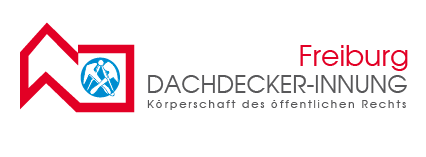 Freiburg
DACHDECKER-INNUNG
Körperschaft des öffentlichen Rechts